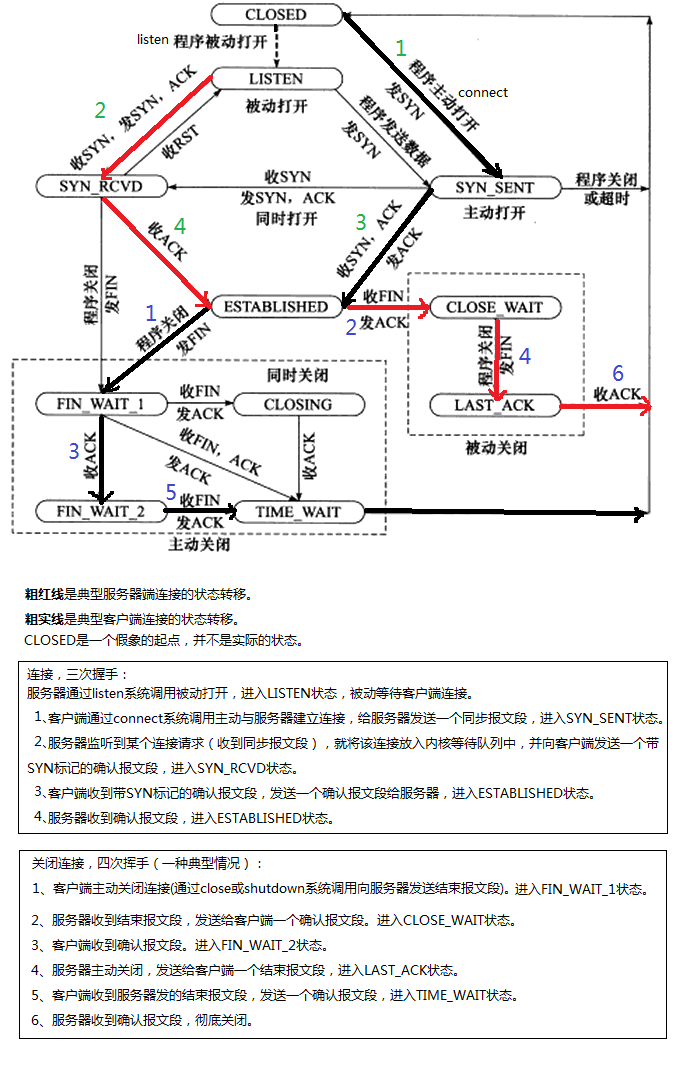 CLOSED
listen 程序被动打开
1
程序主动打开
connect
发SYN
LISTEN
被动打开
2
收SYN，发SYN，ACK
收RST
程序发送数据
发SYN
SYN_RCVD
收SYN
发SYN，ACK
同时打开
SYN_SENT
主动打开
程序关闭
或超时
4
收ACK
3
收SYN，ACK
发ACK
程序关闭
发FIN
ESTABLISHED
收FIN
2
发ACK
CLOSE_WAIT
1
程序关闭
发FIN
程序关闭
发FIN
4
同时关闭
6
收ACK
FIN_WAIT_1
收FIN
发ACK
CLOSING
LAST_ACK
被动关闭
3
收ACK
收FIN，ACK
发ACK
收ACK
FIN_WAIT_2
5
收FIN
发ACK
TIME_WAIT
主动关闭
粗红线是典型服务器端连接的状态转移。
粗实线是典型客户端连接的状态转移。
CLOSED是一个假象的起点，并不是实际的状态。
连接，三次握手：
服务器通过listen系统调用被动打开，进入LISTEN状态，被动等待客户端连接。
1、客户端通过connect系统调用主动与服务器建立连接，给服务器发送一个同步报文段，进入SYN_SENT状态。
2、服务器监听到某个连接请求（收到同步报文段），就将该连接放入内核等待队列中，并向客户端发送一个带
SYN标记的确认报文段，进入SYN_RCVD状态。
3、客户端收到带SYN标记的确认报文段，发送一个确认报文段给服务器，进入ESTABLISHED状态。
4、服务器收到确认报文段，进入ESTABLISHED状态。
关闭连接，四次挥手（一种典型情况）：
1、客户端主动关闭连接(通过close或shutdown系统调用向服务器发送结束报文段)。进入FIN_WAIT_1状态。
2、服务器收到结束报文段，发送给客户端一个确认报文段。进入CLOSE_WAIT状态。
3、客户端收到确认报文段。进入FIN_WAIT_2状态。
4、服务器主动关闭，发送给客户端一个结束报文段，进入LAST_ACK状态。
5、客户端收到服务器发的结束报文段，发送一个确认报文段，进入TIME_WAIT状态。
6、服务器收到确认报文段，彻底关闭。